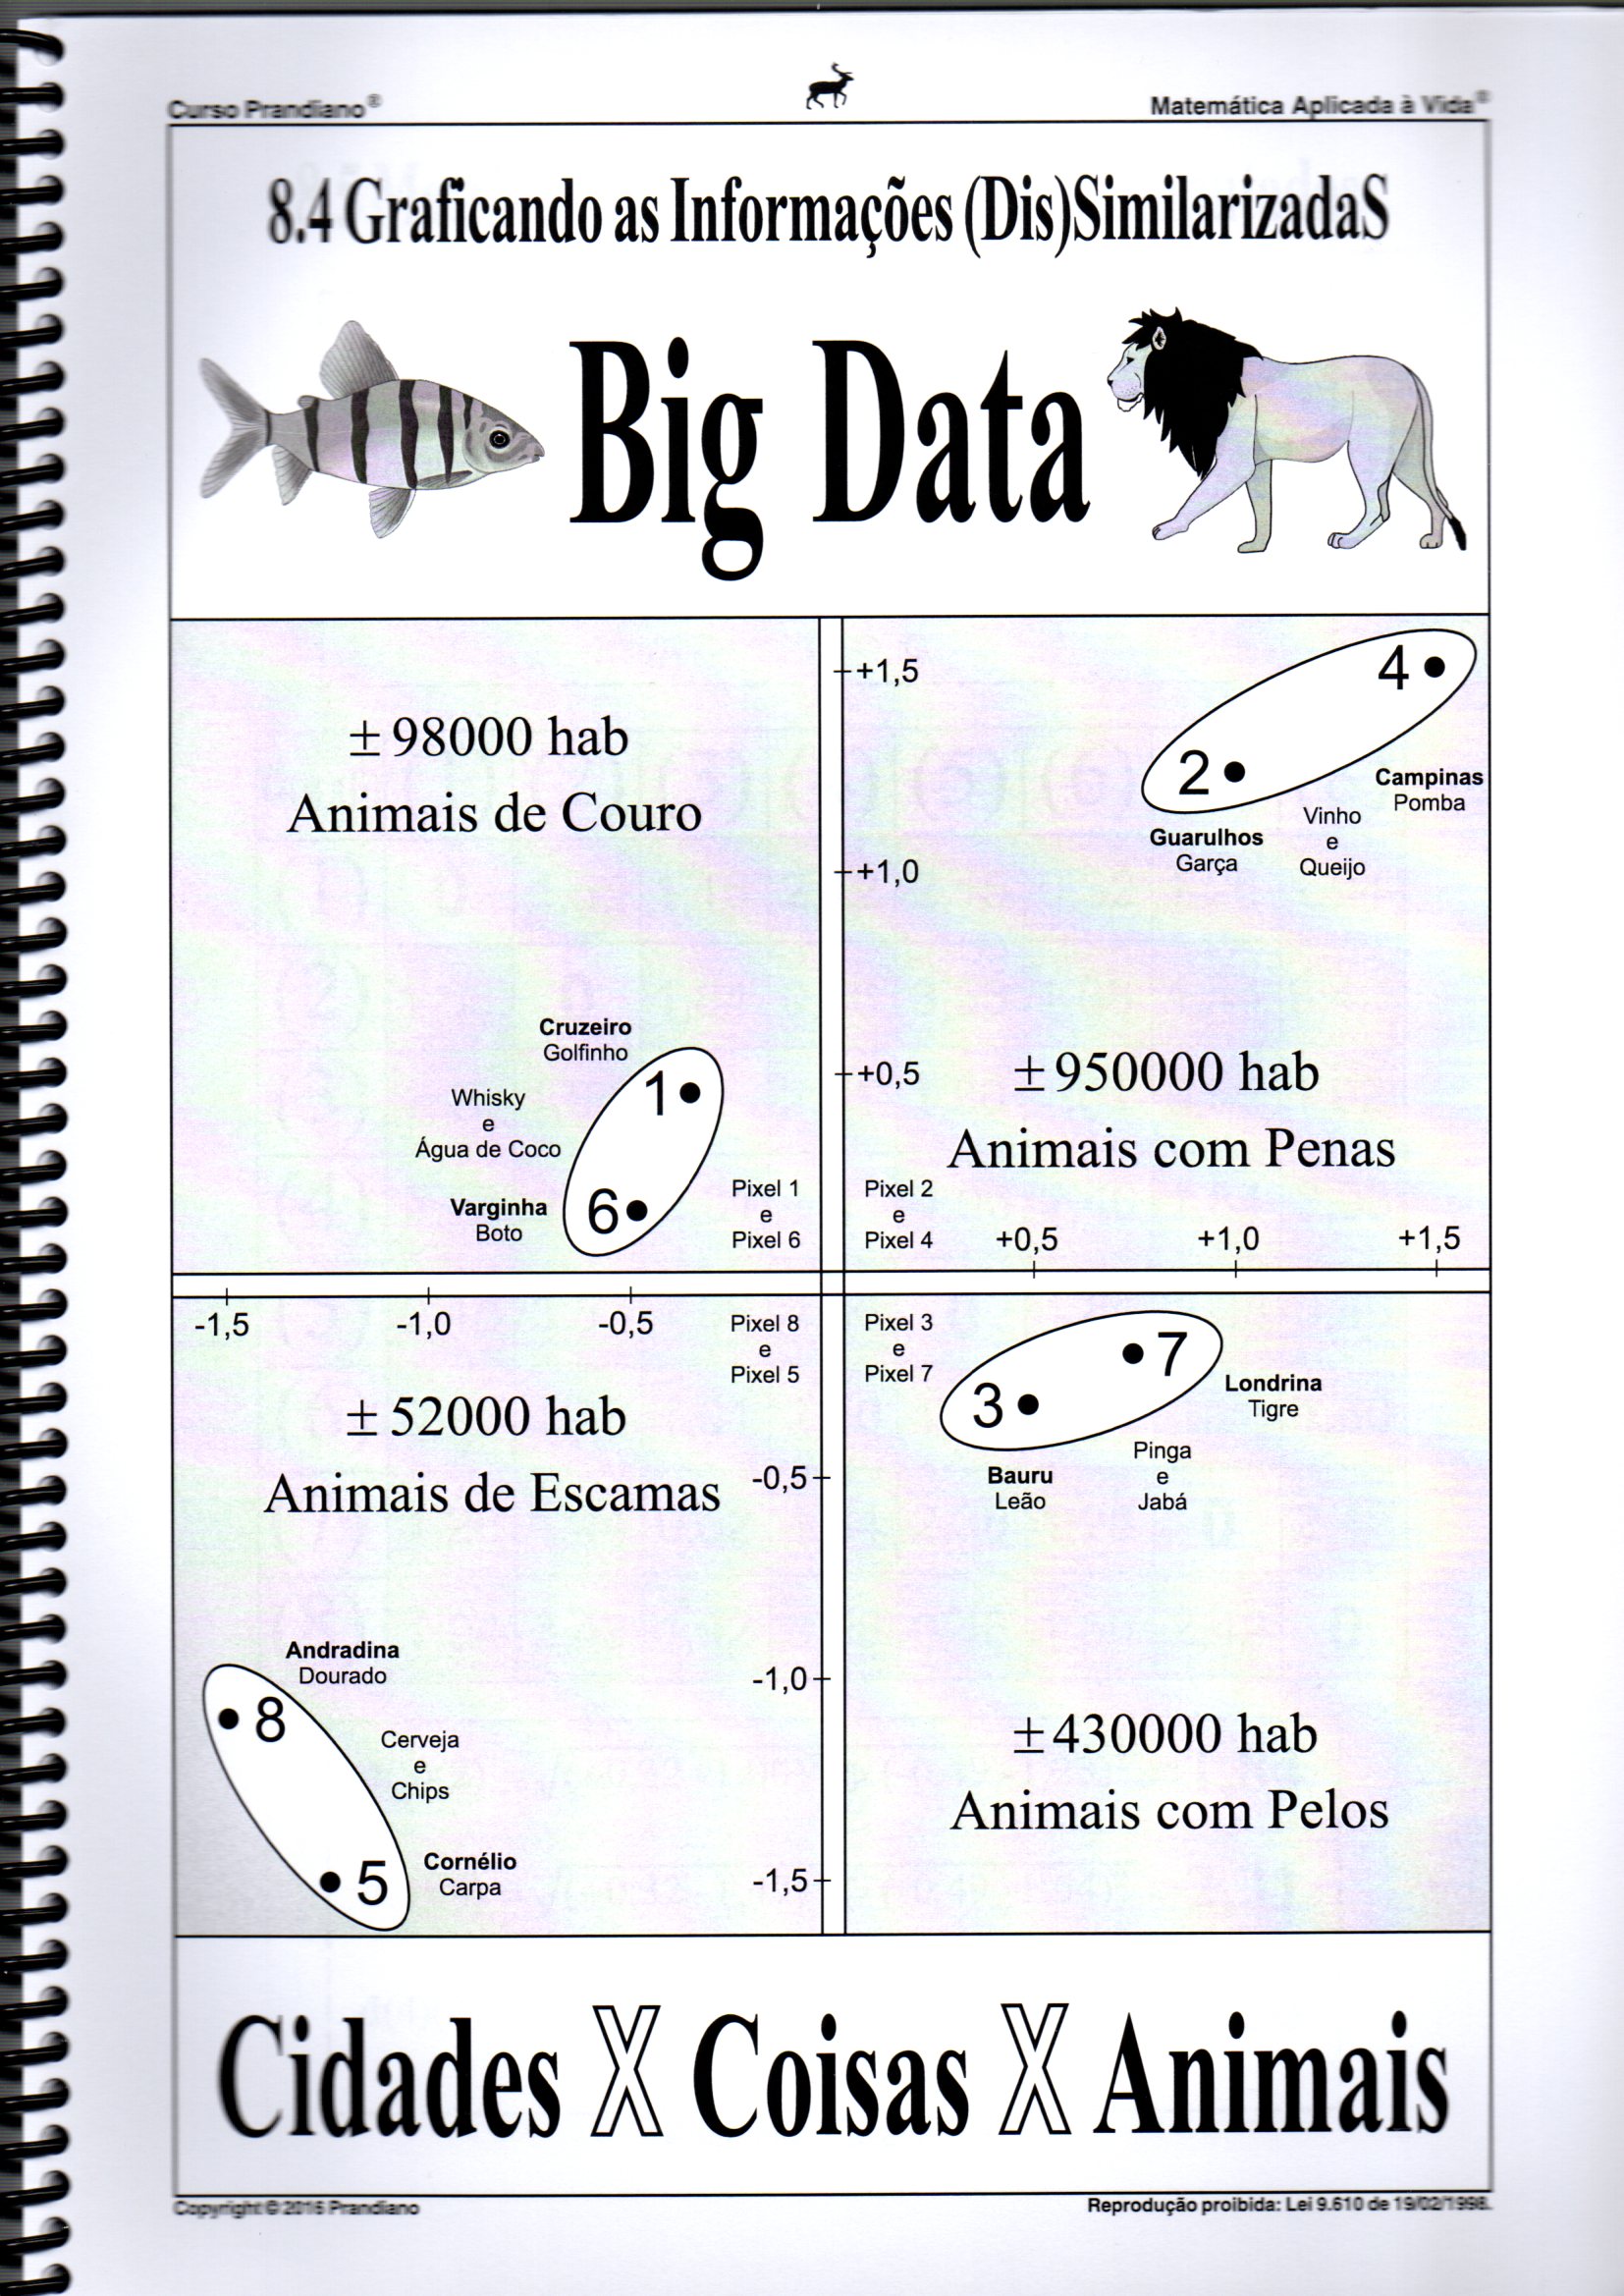 Curso Prandiano®
Matemática Aplicada à Vida®
8.4 Graficando as Informações (Dis)SimilarizadaS
Big Data
± 98000 hab
Animais de Couro
Cruzeiro
Golfinho
Whisky
e
Água de Coco
1
Varginha
Boto
6
Pixel 1
e
Pixel 6
+1,5
+1,0
+0,5
4
2
Campinas
Pomba
Guarulhos
Garça
Vinho
e
Queijo
± 950000 hab
Animais com Penas
Pixel 2
e
Pixel 4
+0,5
+1,0
+1,5
-1,5
-1,0
-0,5
Pixel 8
e
Pixel 5
± 52000 hab
Animais de Escamas
-0,5
-1,0
-1,5
Andradina
Dourado
8
Cerveja
e
Chips
5
Cornélio
Carpa
Pixel 3
e
Pixel 7
7
3
Londrina
Tigre
Bauru
Leão
Pinga
e
Jabá
± 430000 hab
Animais com Pelos
Cidades X Coisas X Animais
Copyright © 2016 Prandiano
Reprodução proibida: Lei 9.610 de 19/02/1998.